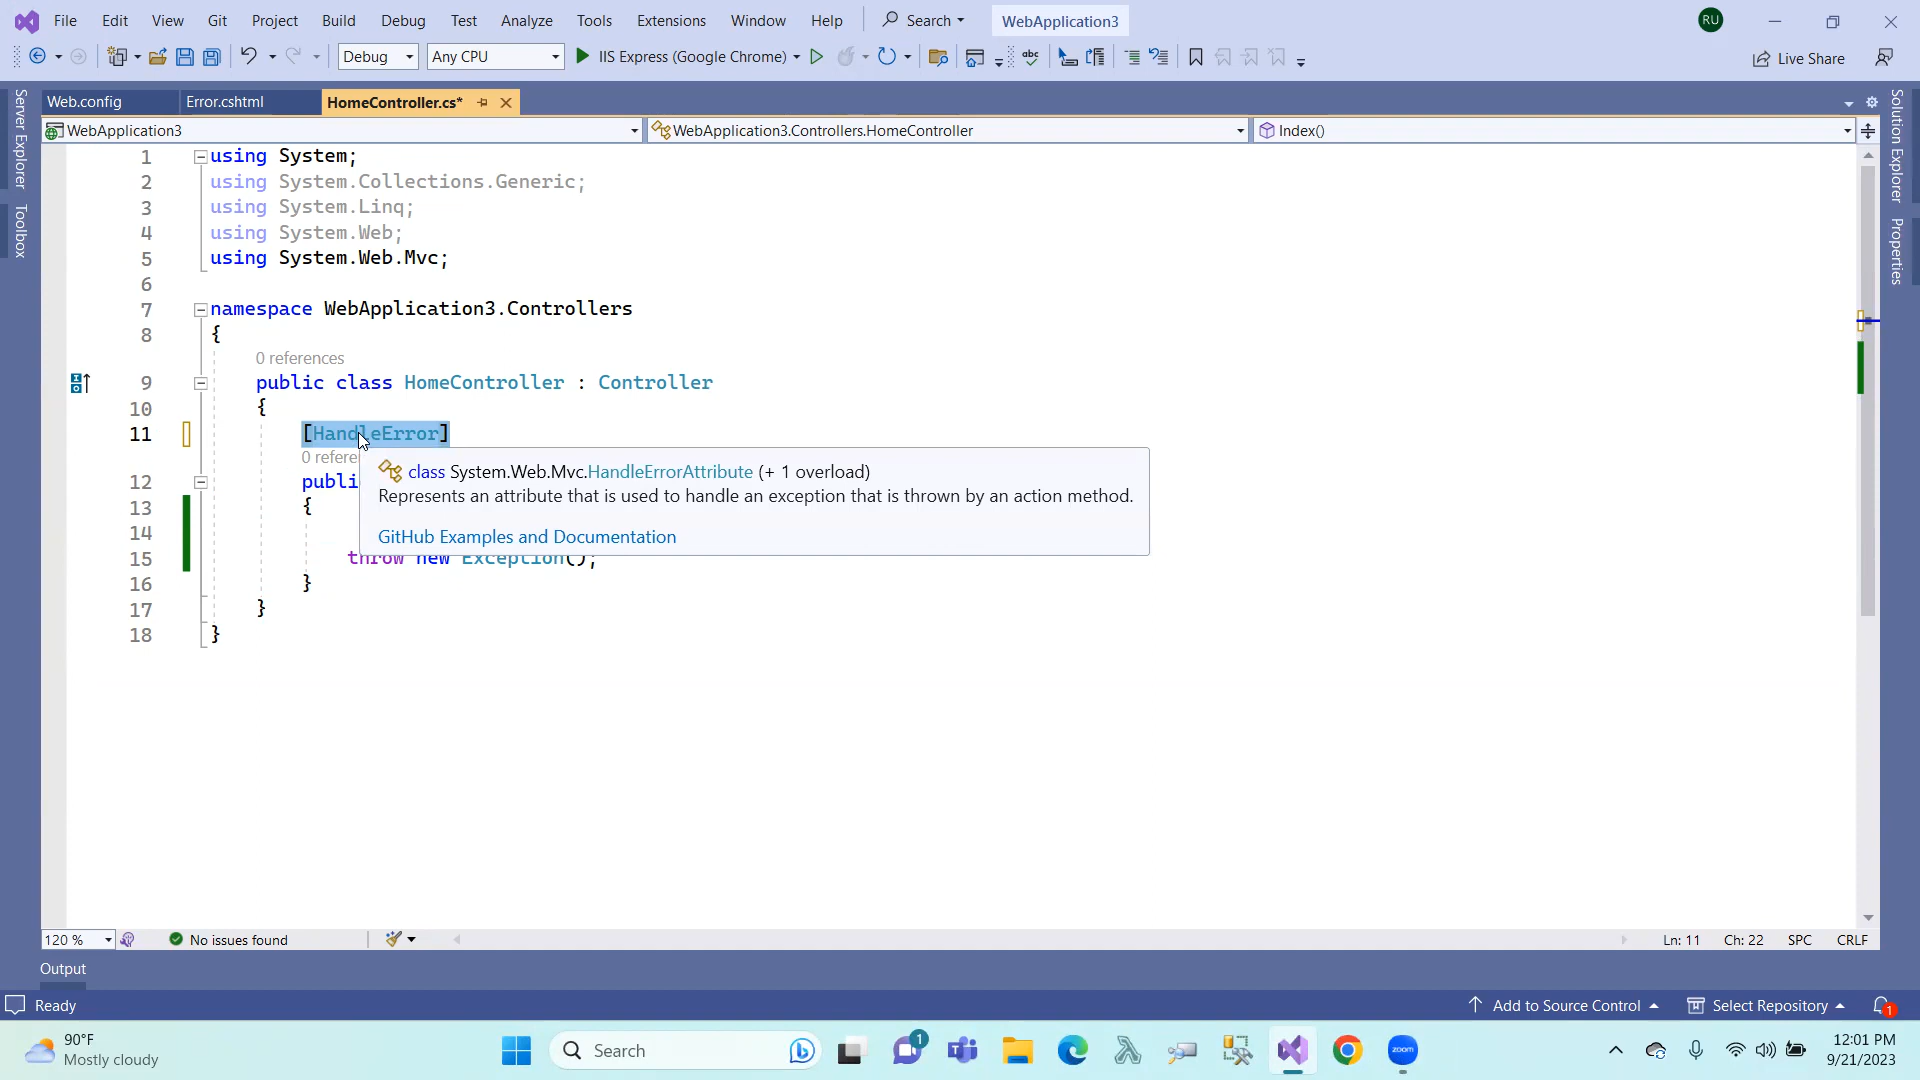 File Edit View Git Project Build Debug Test Analyze Tools Extensions Window Help Search WebApplication3 RU
Debug Any CPU IIS Express (Google Chrome) abc Live Share
Server Explorer
Toolbox
Web.config Error.cshtml HomeController.cs*
WebApplication3 WebApplication3.Controllers.HomeController Index()
1 using System;
2 using System.Collections.Generic;
3 using System.Linq;
4 using System.Web;
5 using System.Web.Mvc;
6
7 namespace WebApplication3.Controllers
8 {
0 references
9 public class HomeController : Controller
10 {
11 [HandleError]
0 refere
12 publi
13 {
14
15 throw new Exception();
16 }
17 }
18 }
class System.Web.Mvc.HandleErrorAttribute (+ 1 overload)
Represents an attribute that is used to handle an exception that is thrown by an action method.
GitHub Examples and Documentation
Solution Explorer
Properties
120 % No issues found Ln: 11 Ch: 22 SPC CRLF
Output
Ready Add to Source Control Select Repository 1
90°F
Mostly cloudy
Search
1
zoom
12:01 PM
9/21/2023